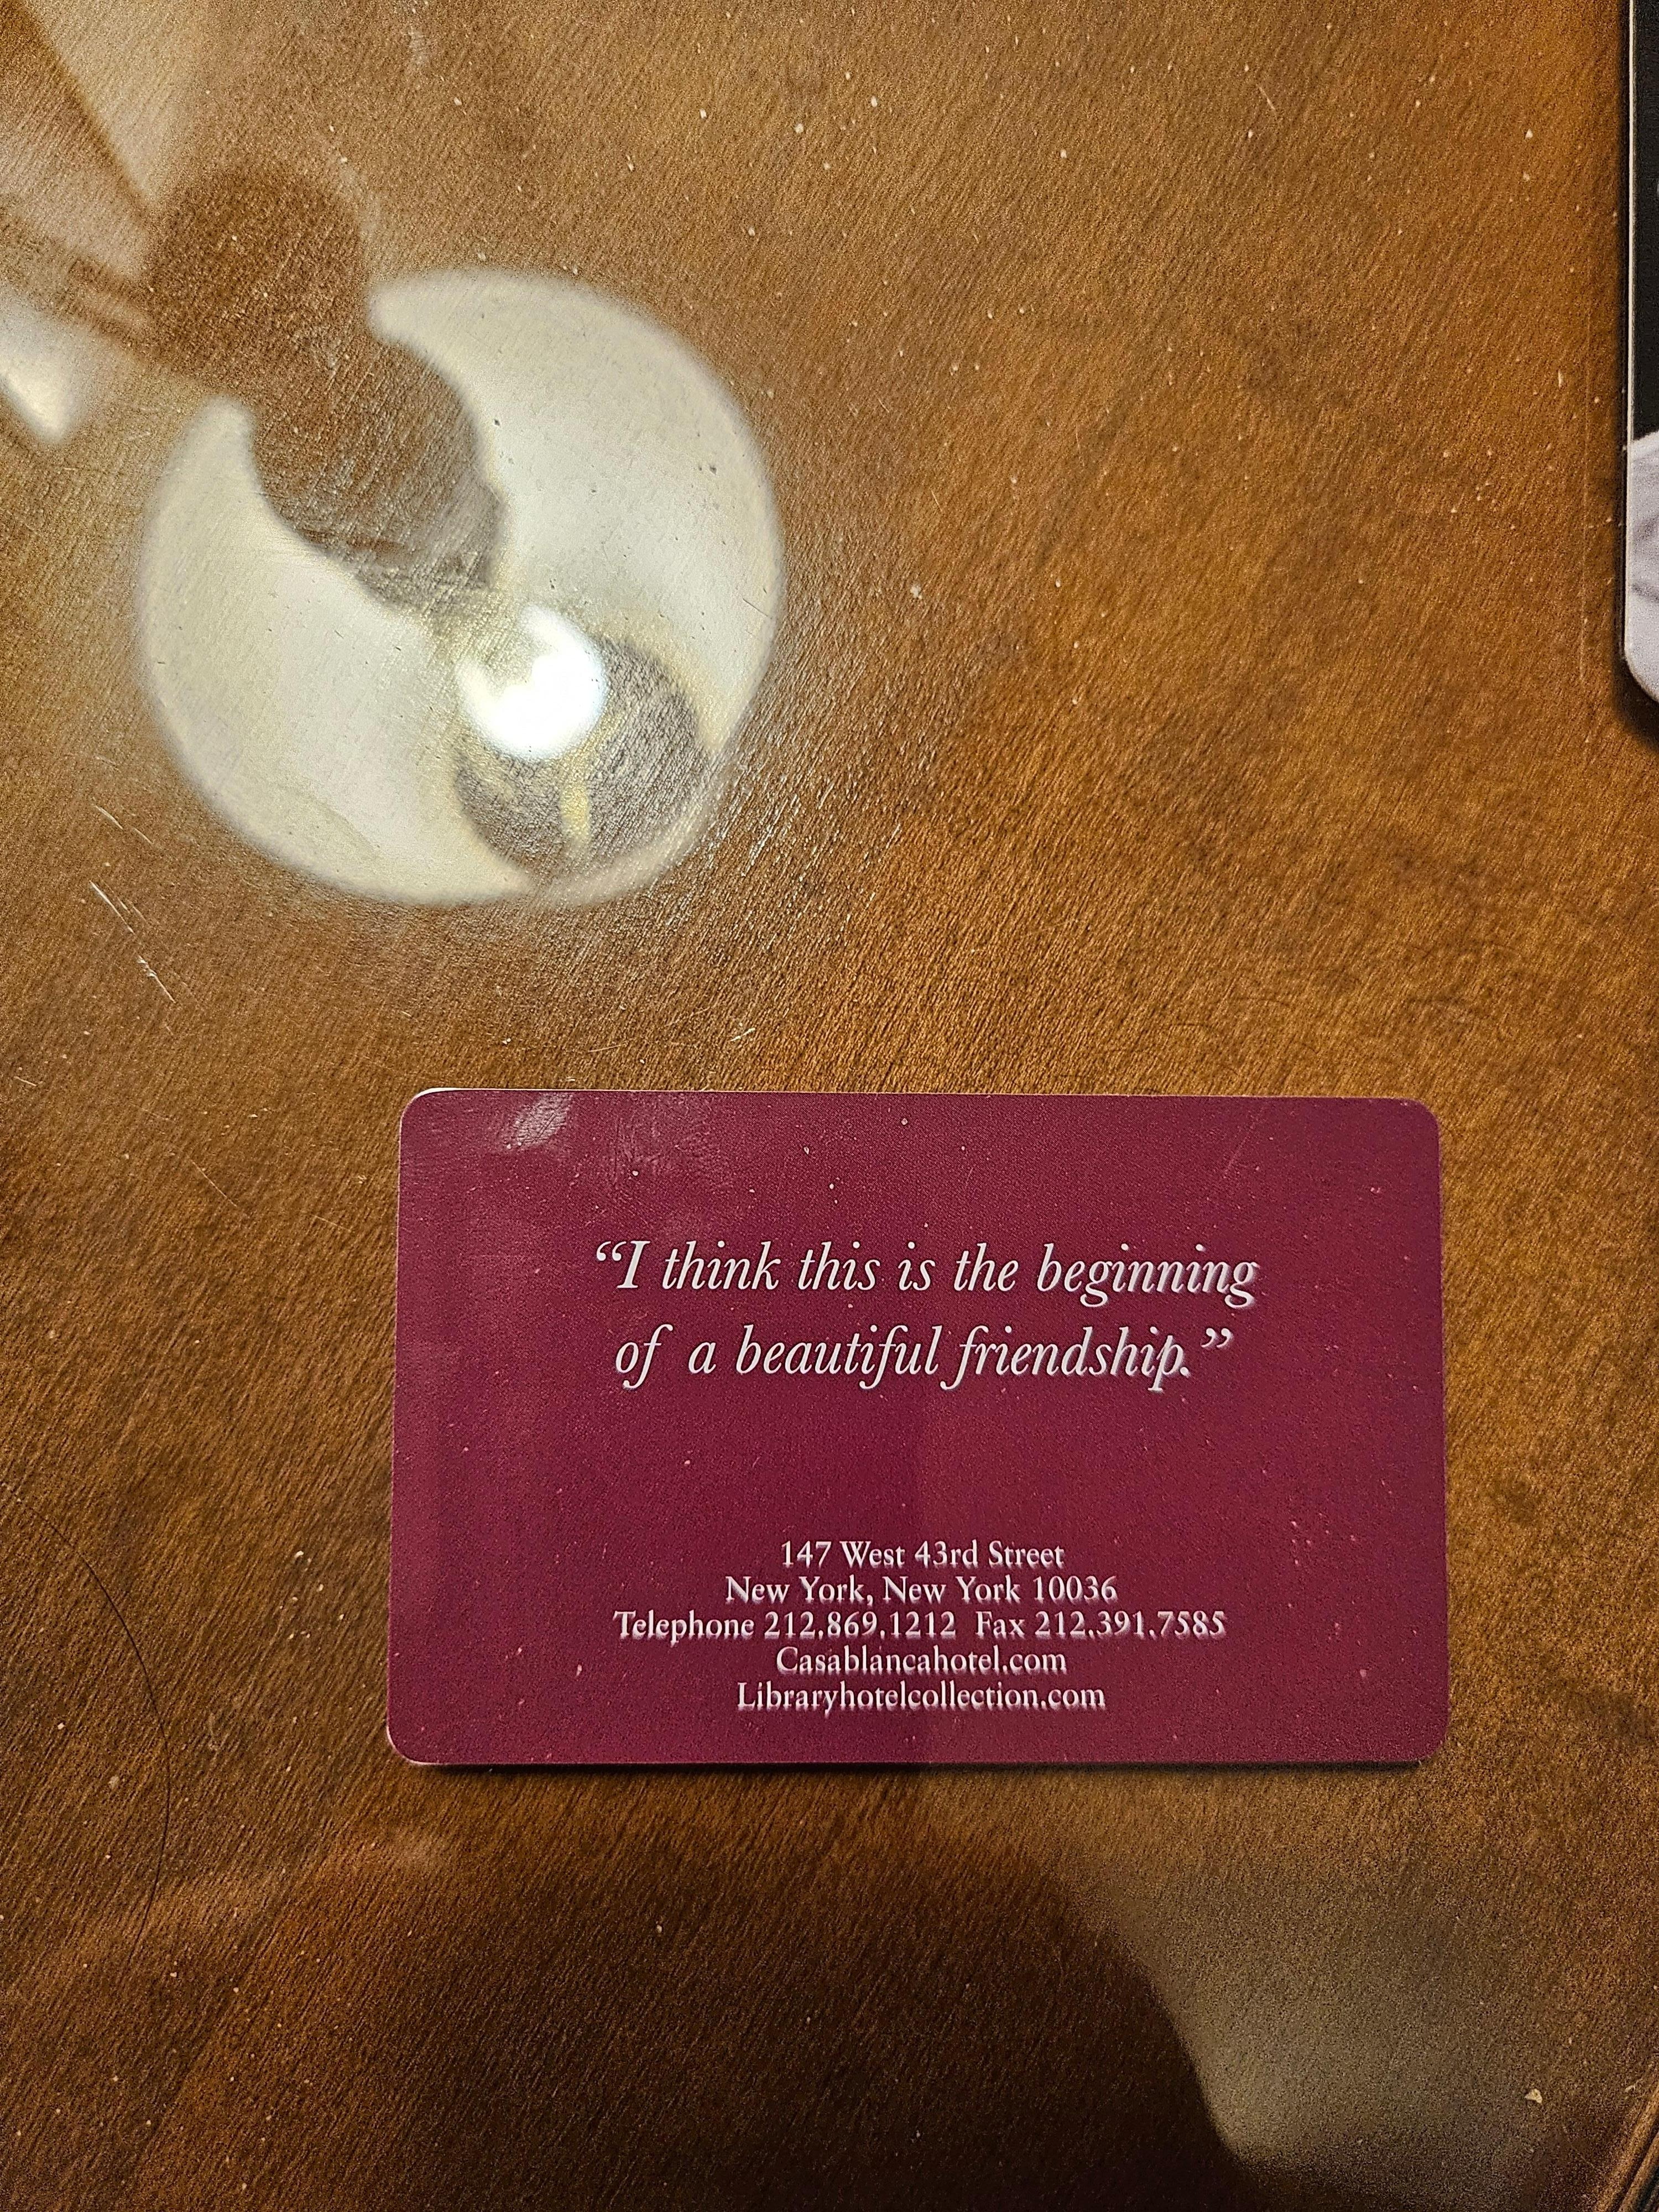 “I think this is the beginning
of a beautiful friendship.”
147 West 43rd Street
New York, New York 10036
Telephone 212.869.1212 Fax 212.391.7585
Casablancahotel.com
Libraryhotelcollection.com